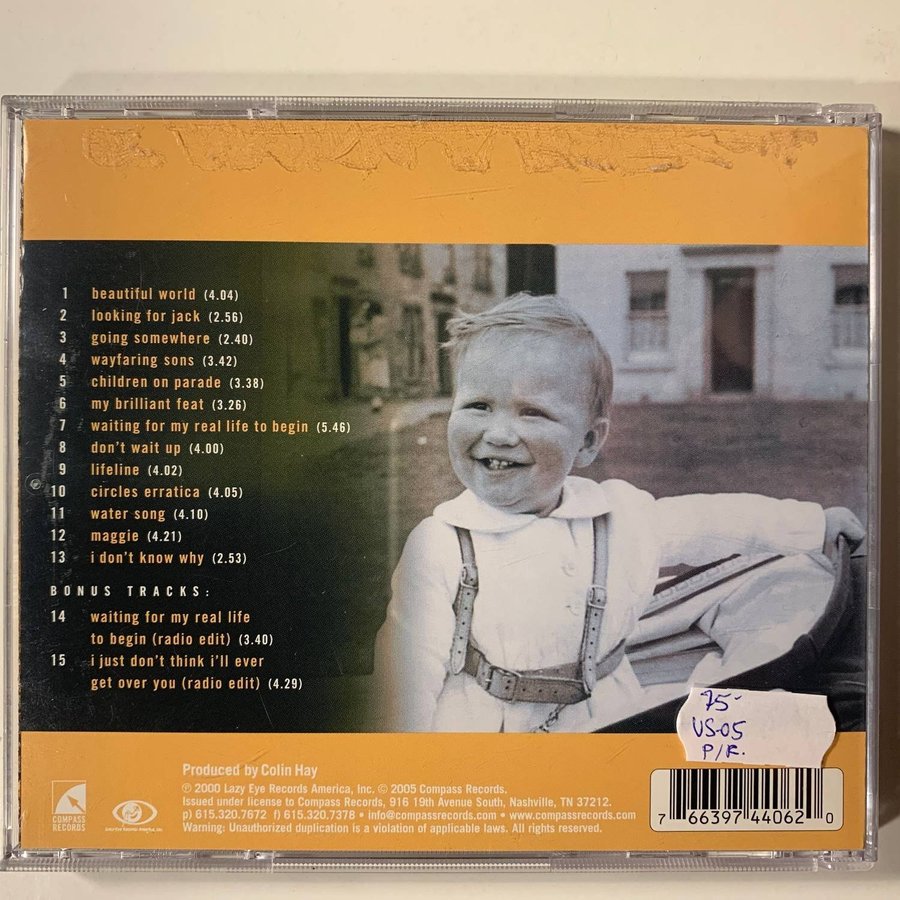 1 beautiful world (4.04)
2 looking for jack (2.56)
3 going somewhere (2.40)
4 wayfaring sons (3.42)
5 children on parade (3.38)
6 my brilliant feat (3.26)
7 waiting for my real life to begin (5.46)
8 don't wait up (4.00)
9 lifeline (4.02)
10 circles erratica (4.05)
11 water song (4.10)
12 maggie (4.21)
13 i don't know why (2.53)
BONUS TRACKS:
14 waiting for my real life
to begin (radio edit) (3.40)
15 i just don't think i'll ever
get over you (radio edit) (4.29)
75-
US-05
P/R.
COMPASS
RECORDS
Lazy Eye Records America, Inc.
Produced by Colin Hay
℗ 2000 Lazy Eye Records America, Inc. © 2005 Compass Records.
Issued under license to Compass Records, 916 19th Avenue South, Nashville, TN 37212.
p) 615.320.7672 f) 615.320.7378 • info@compassrecords.com • www.compassrecords.com
Warning: Unauthorized duplication is a violation of applicable laws. All rights reserved.
7 66397 44062 0